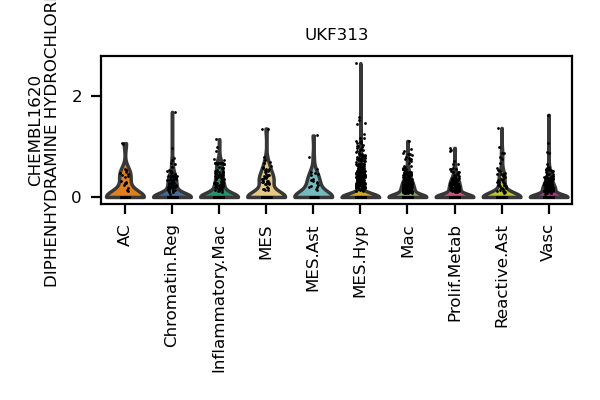 UKF313
CHEMBL1620
DIPHENHYDRAMINE HYDROCHLOR
2
0
AC
Chromatin.Reg
Inflammatory.Mac
MES
MES.Ast
MES.Hyp
Mac
Prolif.Metab
Reactive.Ast
Vasc